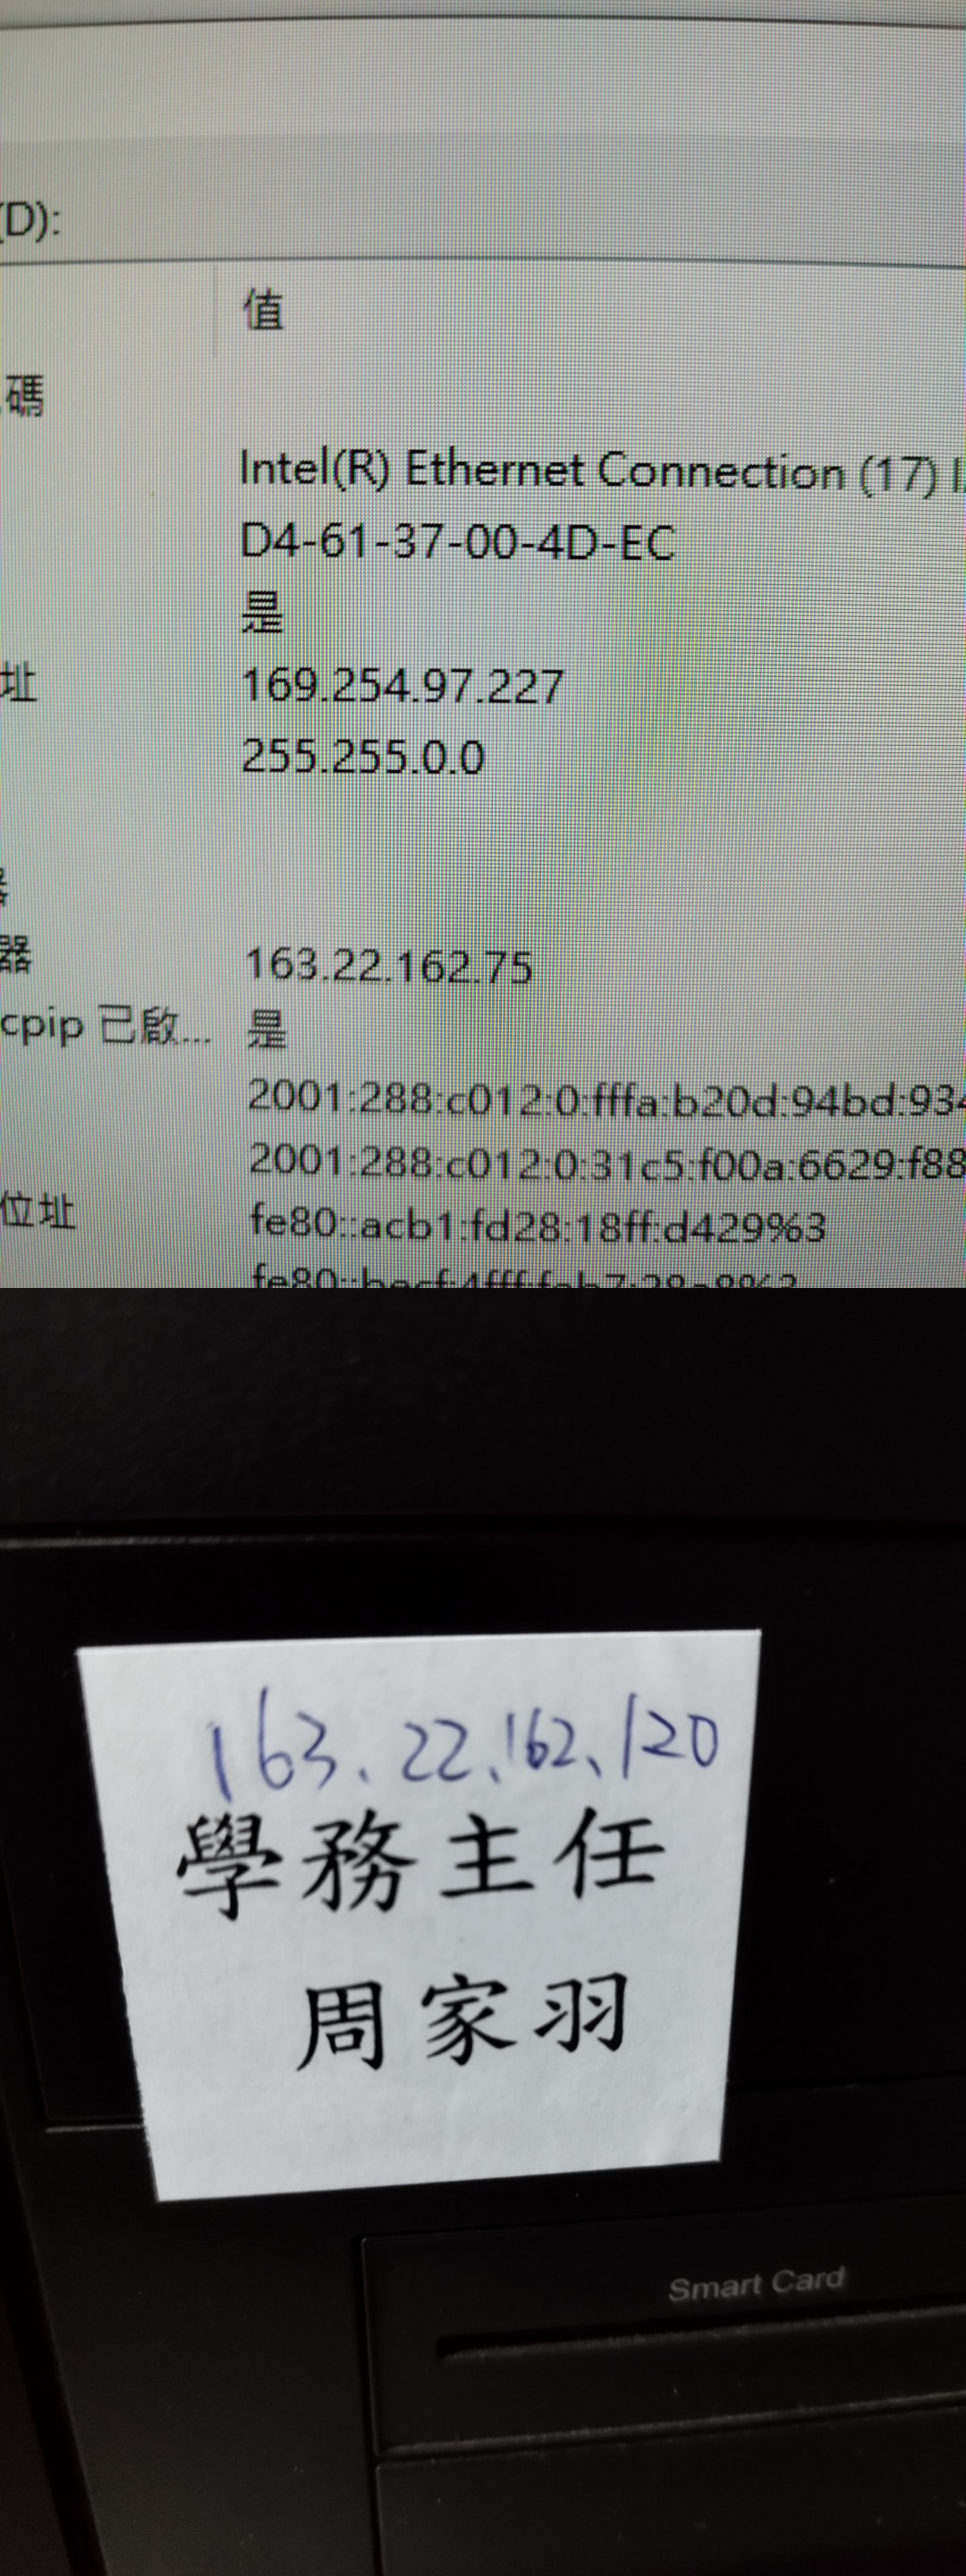 (D):
值
碼
Intel(R) Ethernet Connection (17) I
D4-61-37-00-4D-EC
是
址 169.254.97.227
255.255.0.0
器
器 163.22.162.75
cpip 已啟... 是
2001:288:c012:0:fffa:b20d:94bd:934
2001:288:c012:0:31c5:f00a:6629:f88
位址 fe80::acb1:fd28:18ff:d429%3
163.22.162.120
學務主任
周家羽
Smart Card